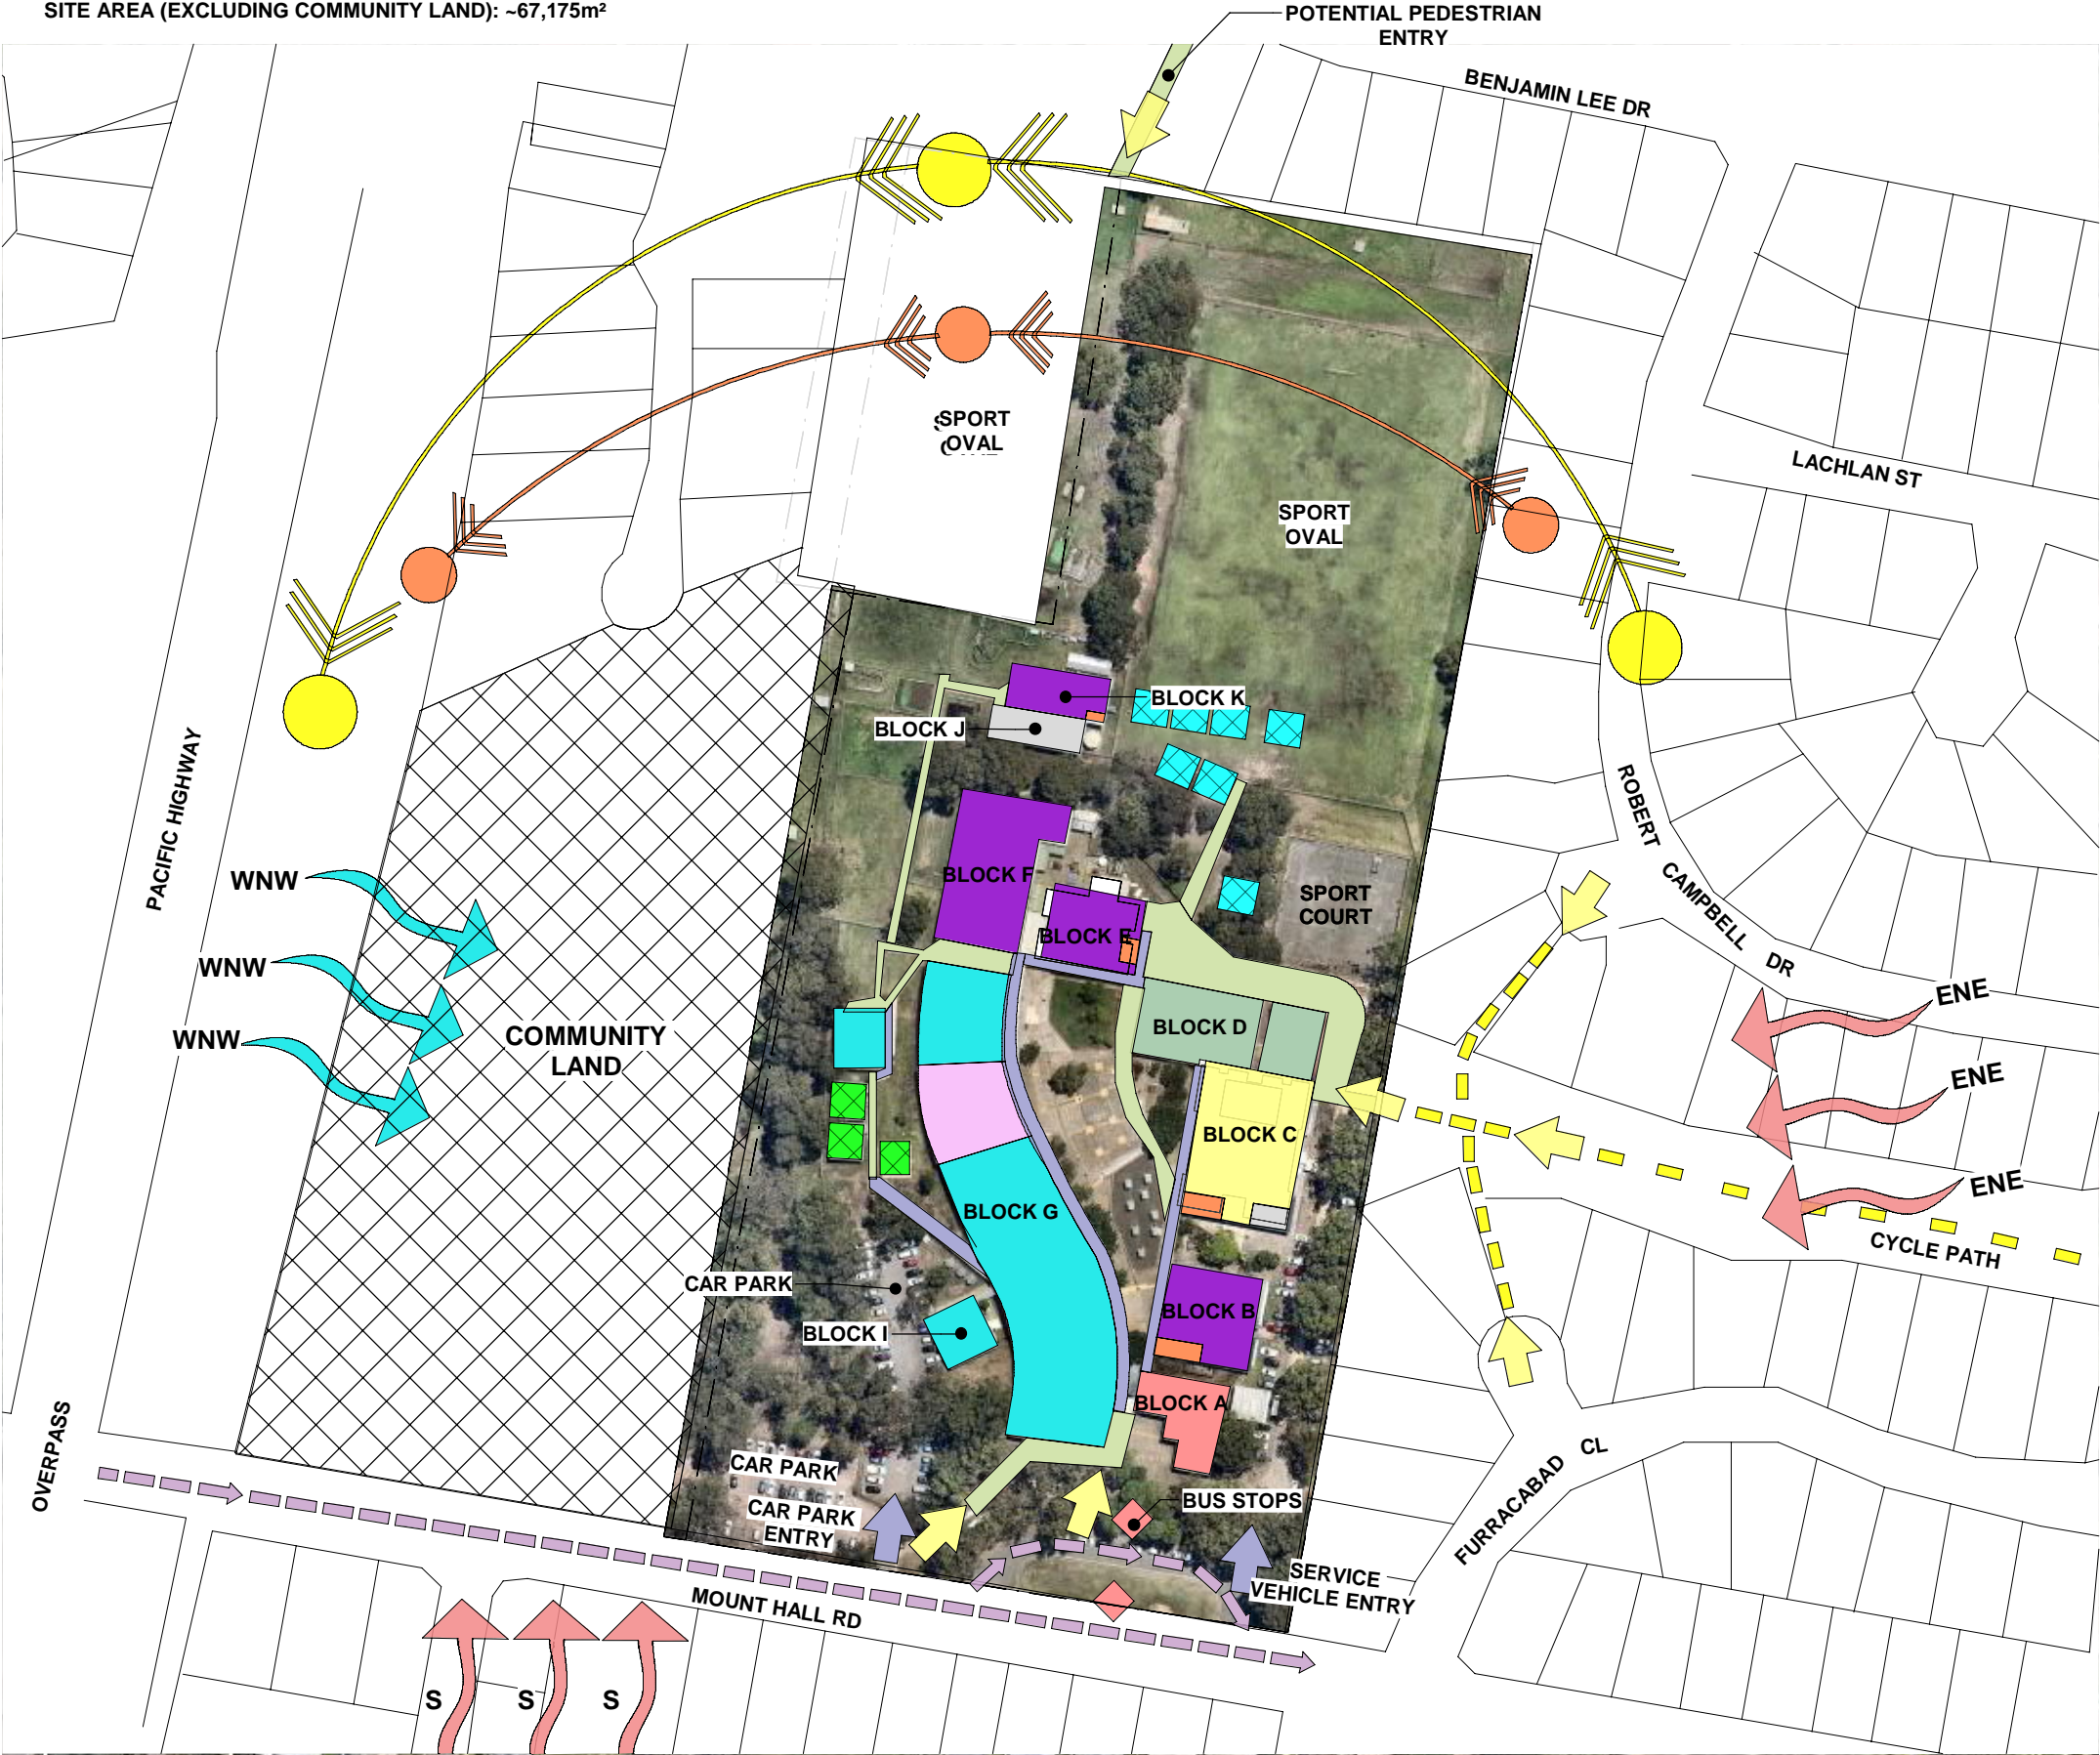 SITE AREA (EXCLUDING COMMUNITY LAND): ~67,175m²
POTENTIAL PEDESTRIAN
ENTRY
BENJAMIN LEE DR
SPORT
OVAL
LACHLAN ST
SPORT
OVAL
BLOCK K
BLOCK J
PACIFIC HIGHWAY
ROBERT CAMPBELL DR
WNW
BLOCK F
SPORT
COURT
BLOCK E
WNW
ENE
COMMUNITY
LAND
BLOCK D
WNW
ENE
BLOCK C
ENE
BLOCK G
CYCLE PATH
CAR PARK
BLOCK B
BLOCK I
BLOCK A
OVERPASS
CAR PARK
FURRACABAD CL
BUS STOPS
CAR PARK
ENTRY
SERVICE
VEHICLE ENTRY
MOUNT HALL RD
S
S
S